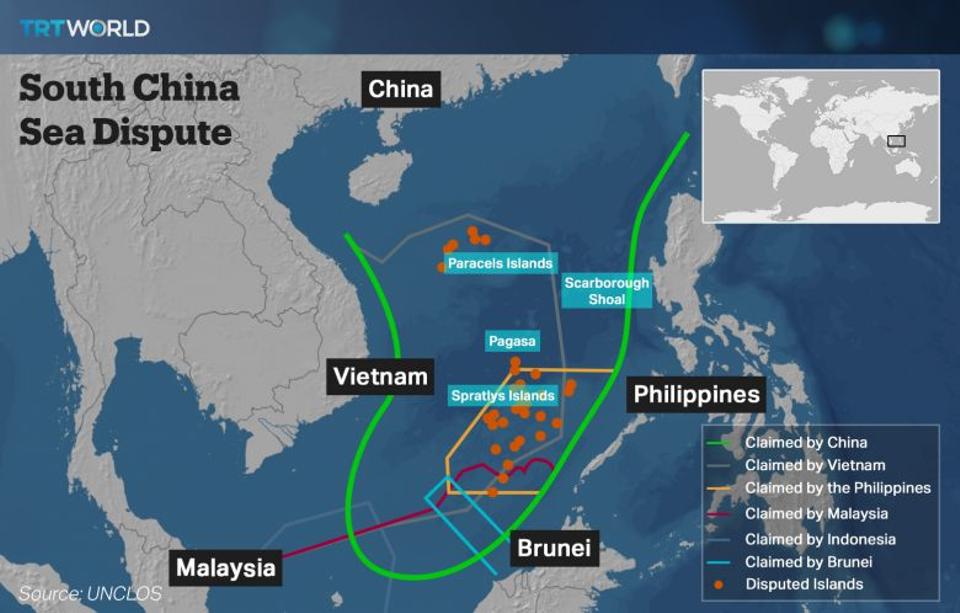 TRT WORLD
South China
Sea Dispute
China
Paracels Islands
Scarborough
Shoal
Pagasa
Vietnam
Spratlys Islands
Philippines
Claimed by China
Claimed by Vietnam
Claimed by the Philippines
Claimed by Malaysia
Claimed by Indonesia
Claimed by Brunei
Disputed Islands
Brunei
Malaysia
Source: UNCLOS